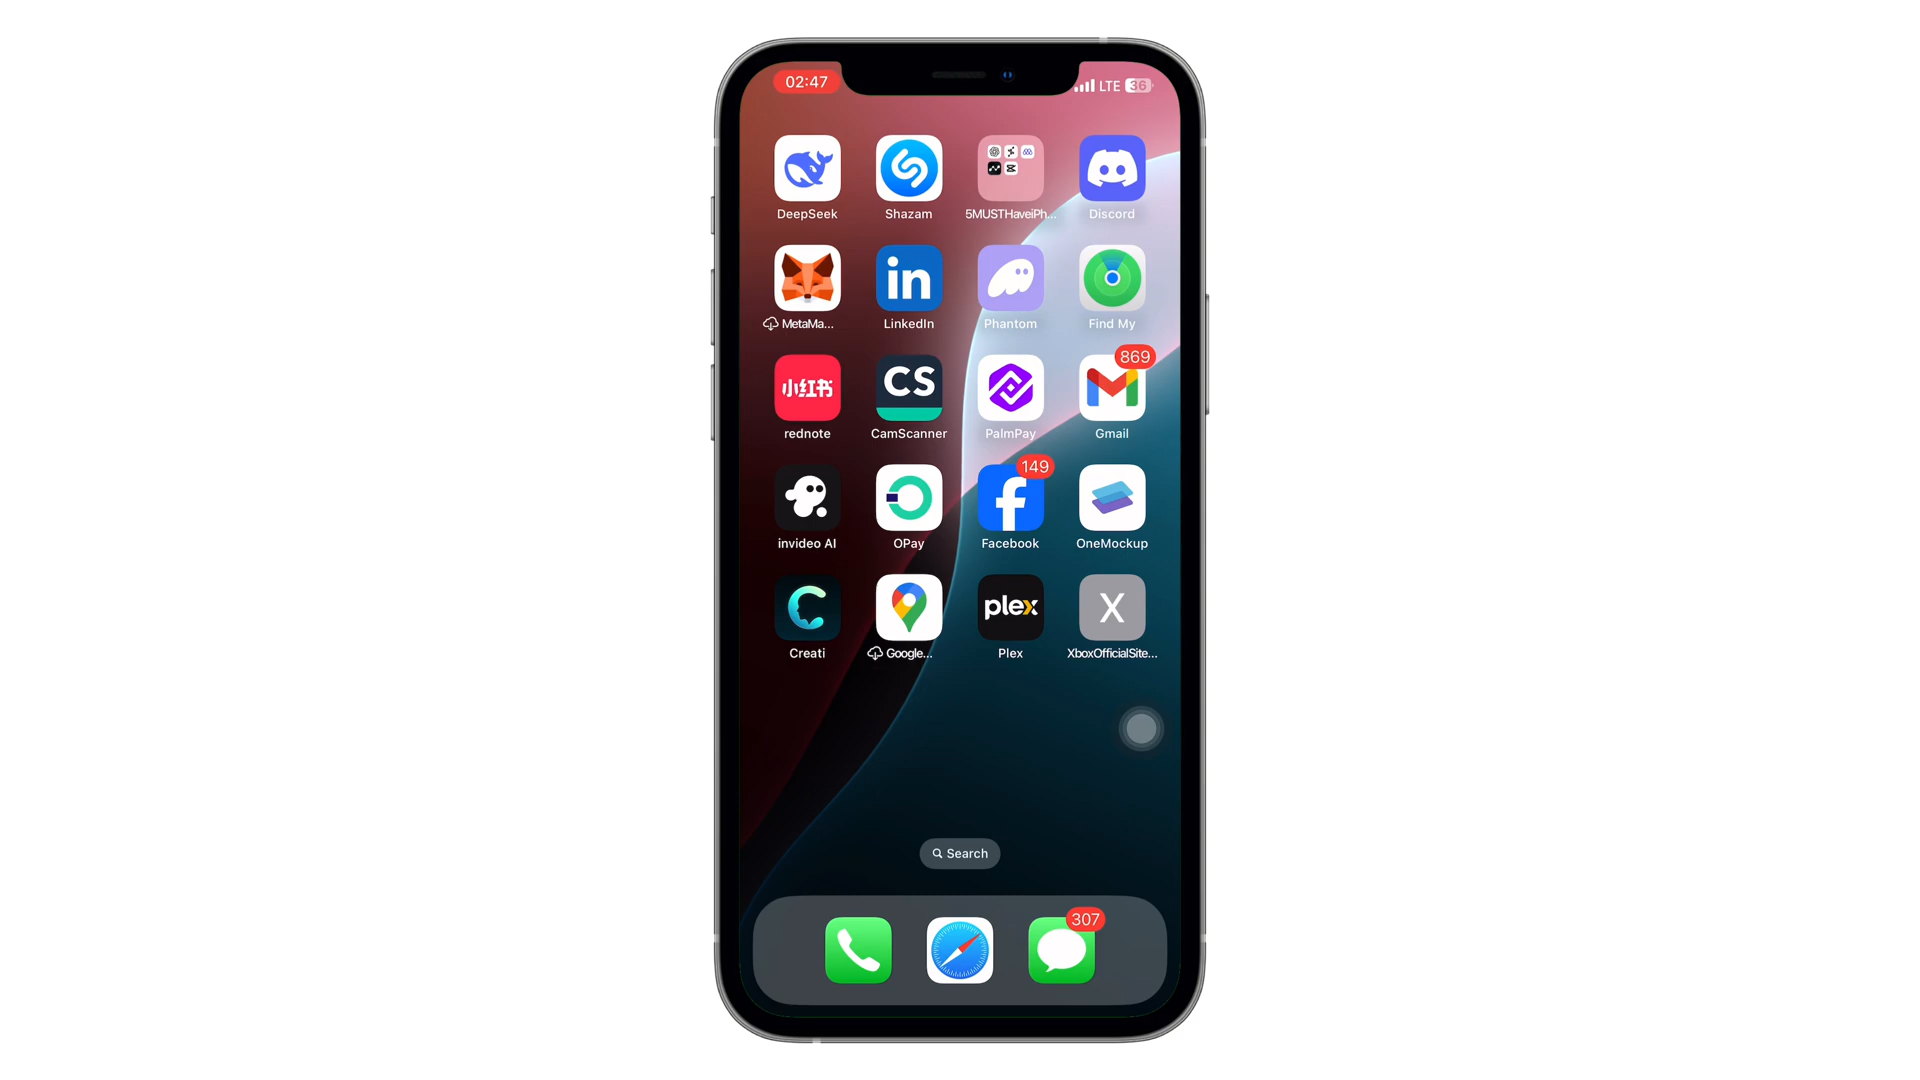 02:47
LTE 36
DeepSeek
Shazam
5MUSTHaveiPh...
Discord
in
MetaMa...
LinkedIn
Phantom
Find My
小红书
CS
869
rednote
CamScanner
PalmPay
Gmail
149
invideo AI
OPay
Facebook
OneMockup
plex
X
Creati
Google...
Plex
XboxOfficialSite...
Search
307